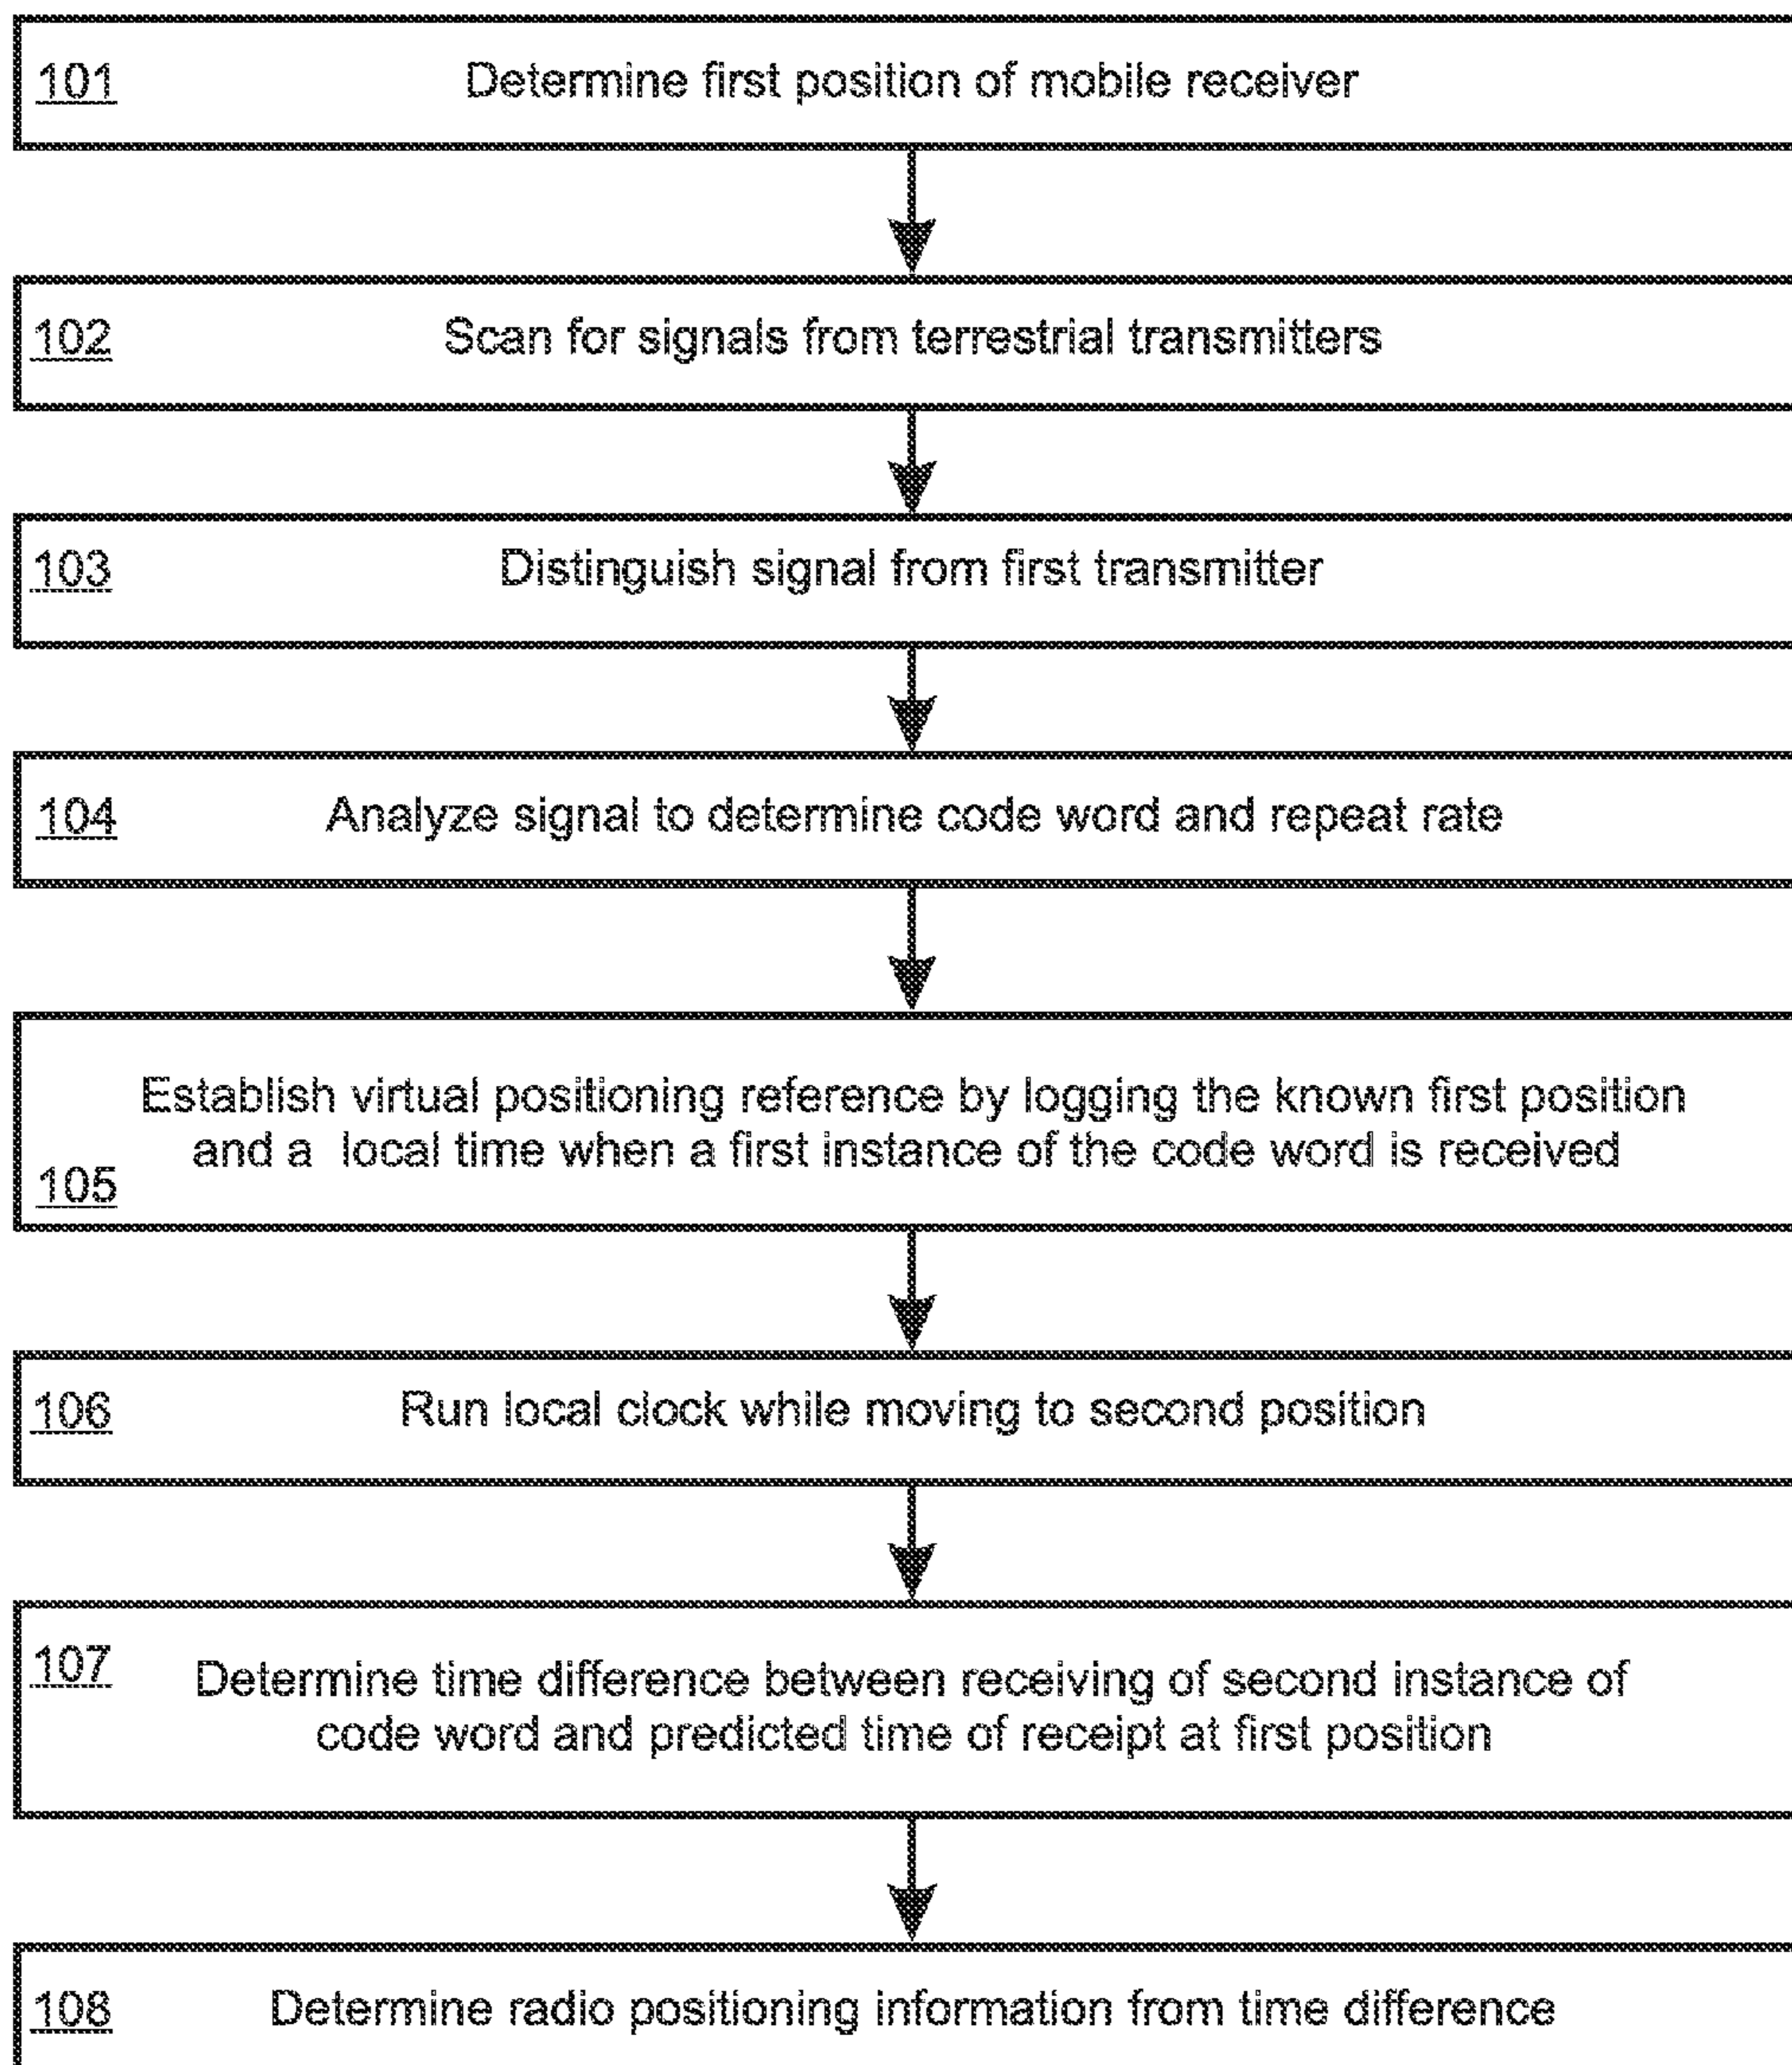 101 Determine first position of mobile receiver
102 Scan for signals from terrestrial transmitters
103 Distinguish signal from first transmitter
104 Analyze signal to determine code word and repeat rate
Establish virtual positioning reference by logging the known first position
and a local time when a first instance of the code word is received
105
106 Run local clock while moving to second position
107 Determine time difference between receiving of second instance of
code word and predicted time of receipt at first position
108 Determine radio positioning information from time difference